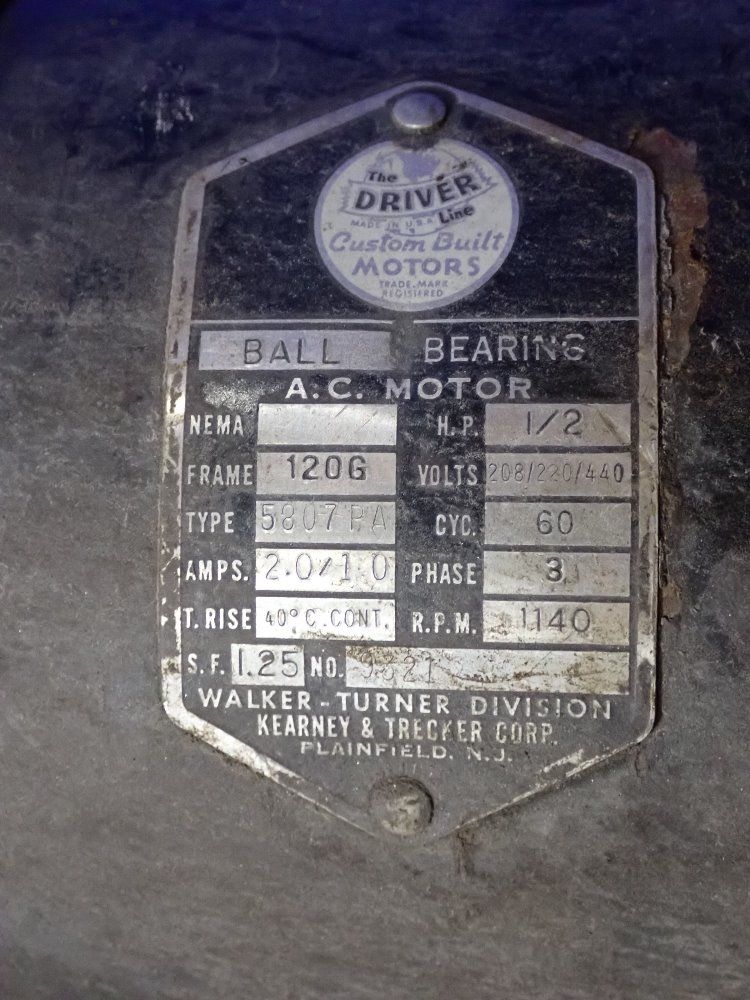 The
DRIVER
Line
MADE IN U.S.A.
Custom Built
MOTORS
TRADE-MARK
REGISTERED
BALL BEARING
A.C. MOTOR
NEMA H.P. 1/2
FRAME 120G VOLTS 208/220/440
TYPE 5807 CYC. 60
AMPS. 2.0/1.0 PHASE 3
T. RISE 40° C. CONT. R.P.M. 1140
S.F. 1.25 NO.
WALKER-TURNER DIVISION
KEARNEY & TRECKER CORP.
PLAINFIELD, N.J.